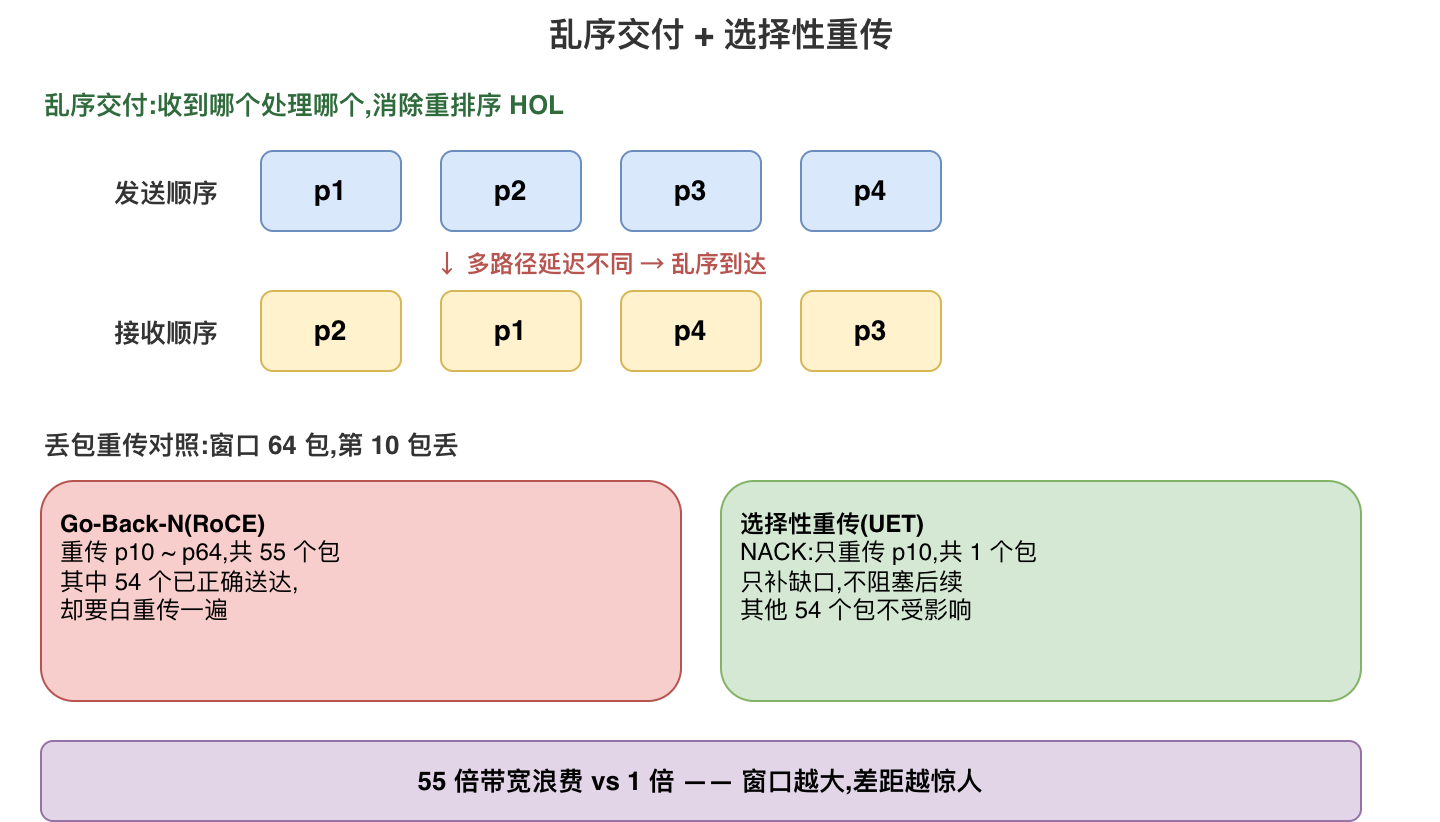 乱序交付 + 选择性重传
乱序交付:收到哪个处理哪个,消除重排序 HOL
发送顺序 p1 p2 p3 p4
↓ 多路径延迟不同 → 乱序到达
接收顺序 p2 p1 p4 p3
丢包重传对照:窗口 64 包,第 10 包丢
Go-Back-N(RoCE)
重传 p10 ~ p64,共 55 个包
其中 54 个已正确送达,
却要白重传一遍
选择性重传(UET)
NACK:只重传 p10,共 1 个包
只补缺口,不阻塞后续
其他 54 个包不受影响
55 倍带宽浪费 vs 1 倍 —— 窗口越大,差距越惊人